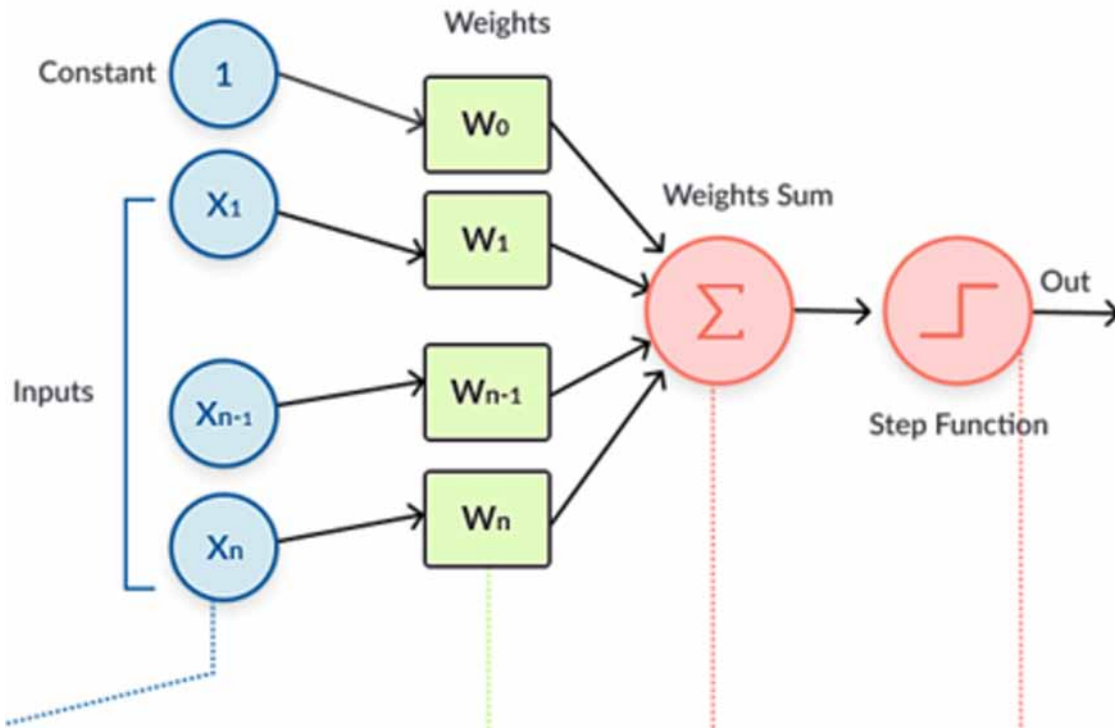 Weights
Constant
1
W0
X1
W1
Weights Sum
Σ
Out
Inputs
Xn-1
Wn-1
Step Function
Xn
Wn